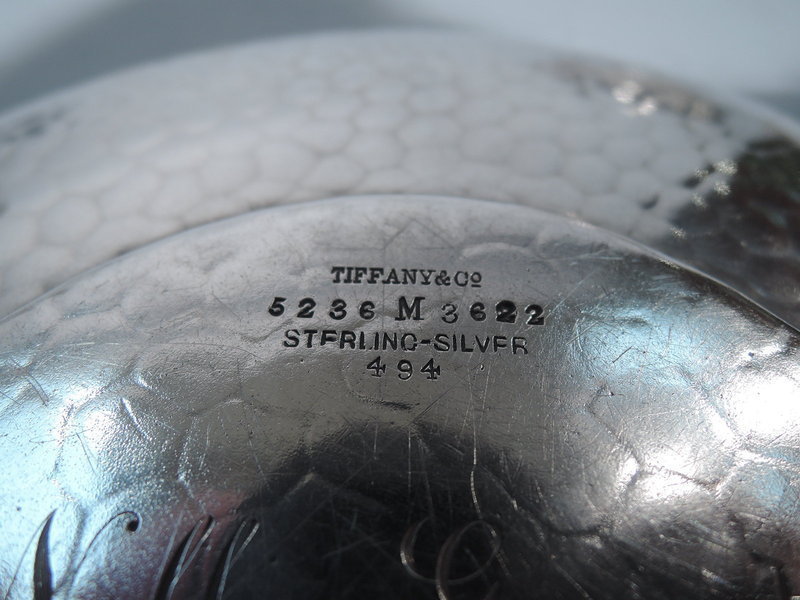 TIFFANY & Co
5236 M 3622
STERLING-SILVER
494